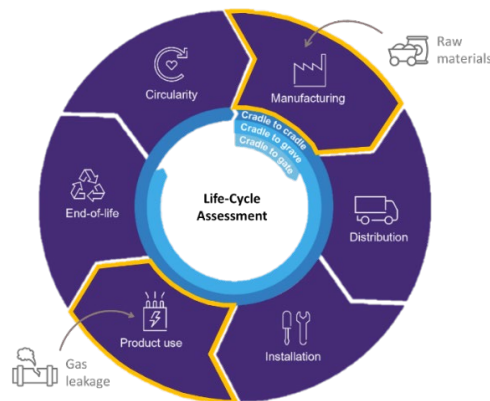 Raw
materials
Manufacturing
Circularity
Cradle to cradle
Cradle to grave
Cradle to gate
Life-Cycle
Assessment
End-of-life
Distribution
Product use
Installation
Gas
leakage